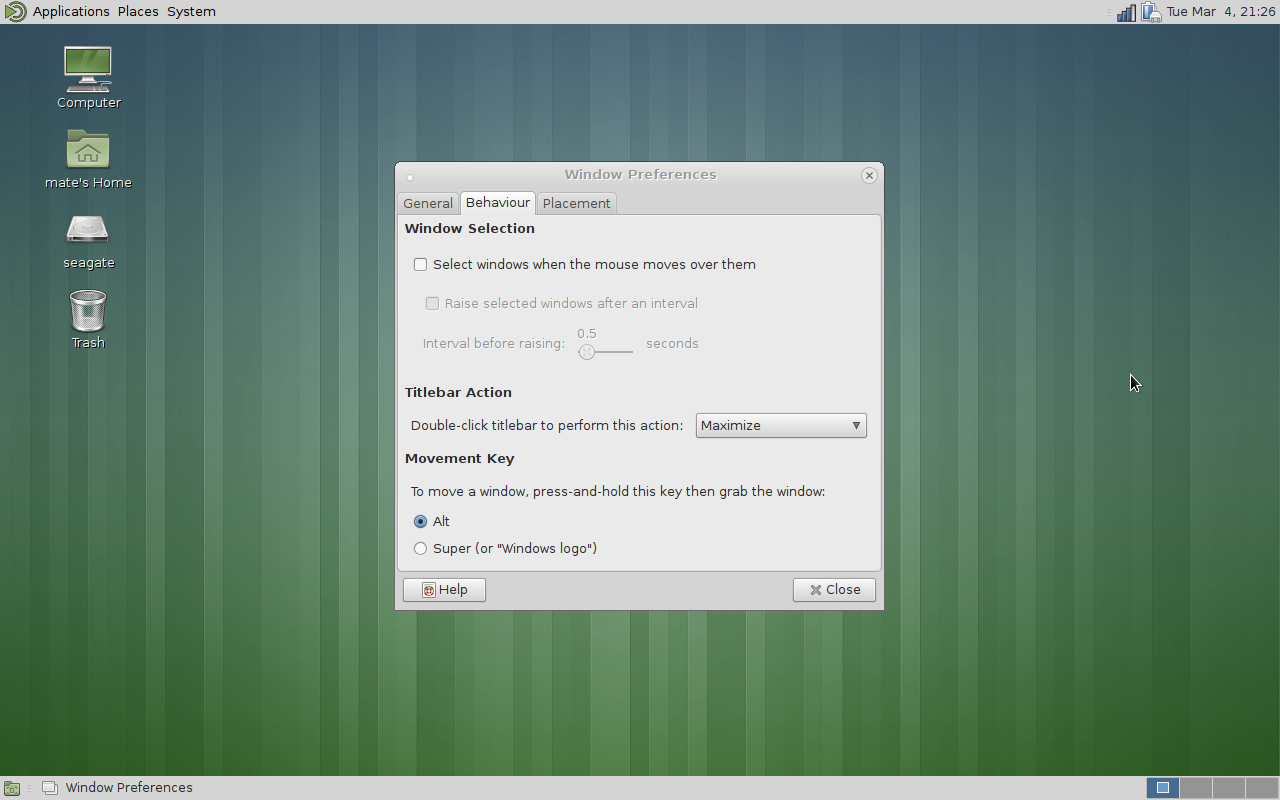 Applications Places System
Tue Mar  4, 21:26
Computer
mate's Home
seagate
Trash
Window Preferences
General Behaviour Placement
Window Selection
Select windows when the mouse moves over them
Raise selected windows after an interval
0.5
Interval before raising: seconds
Titlebar Action
Double-click titlebar to perform this action: Maximize
Movement Key
To move a window, press-and-hold this key then grab the window:
Alt
Super (or "Windows logo")
Help Close
Window Preferences